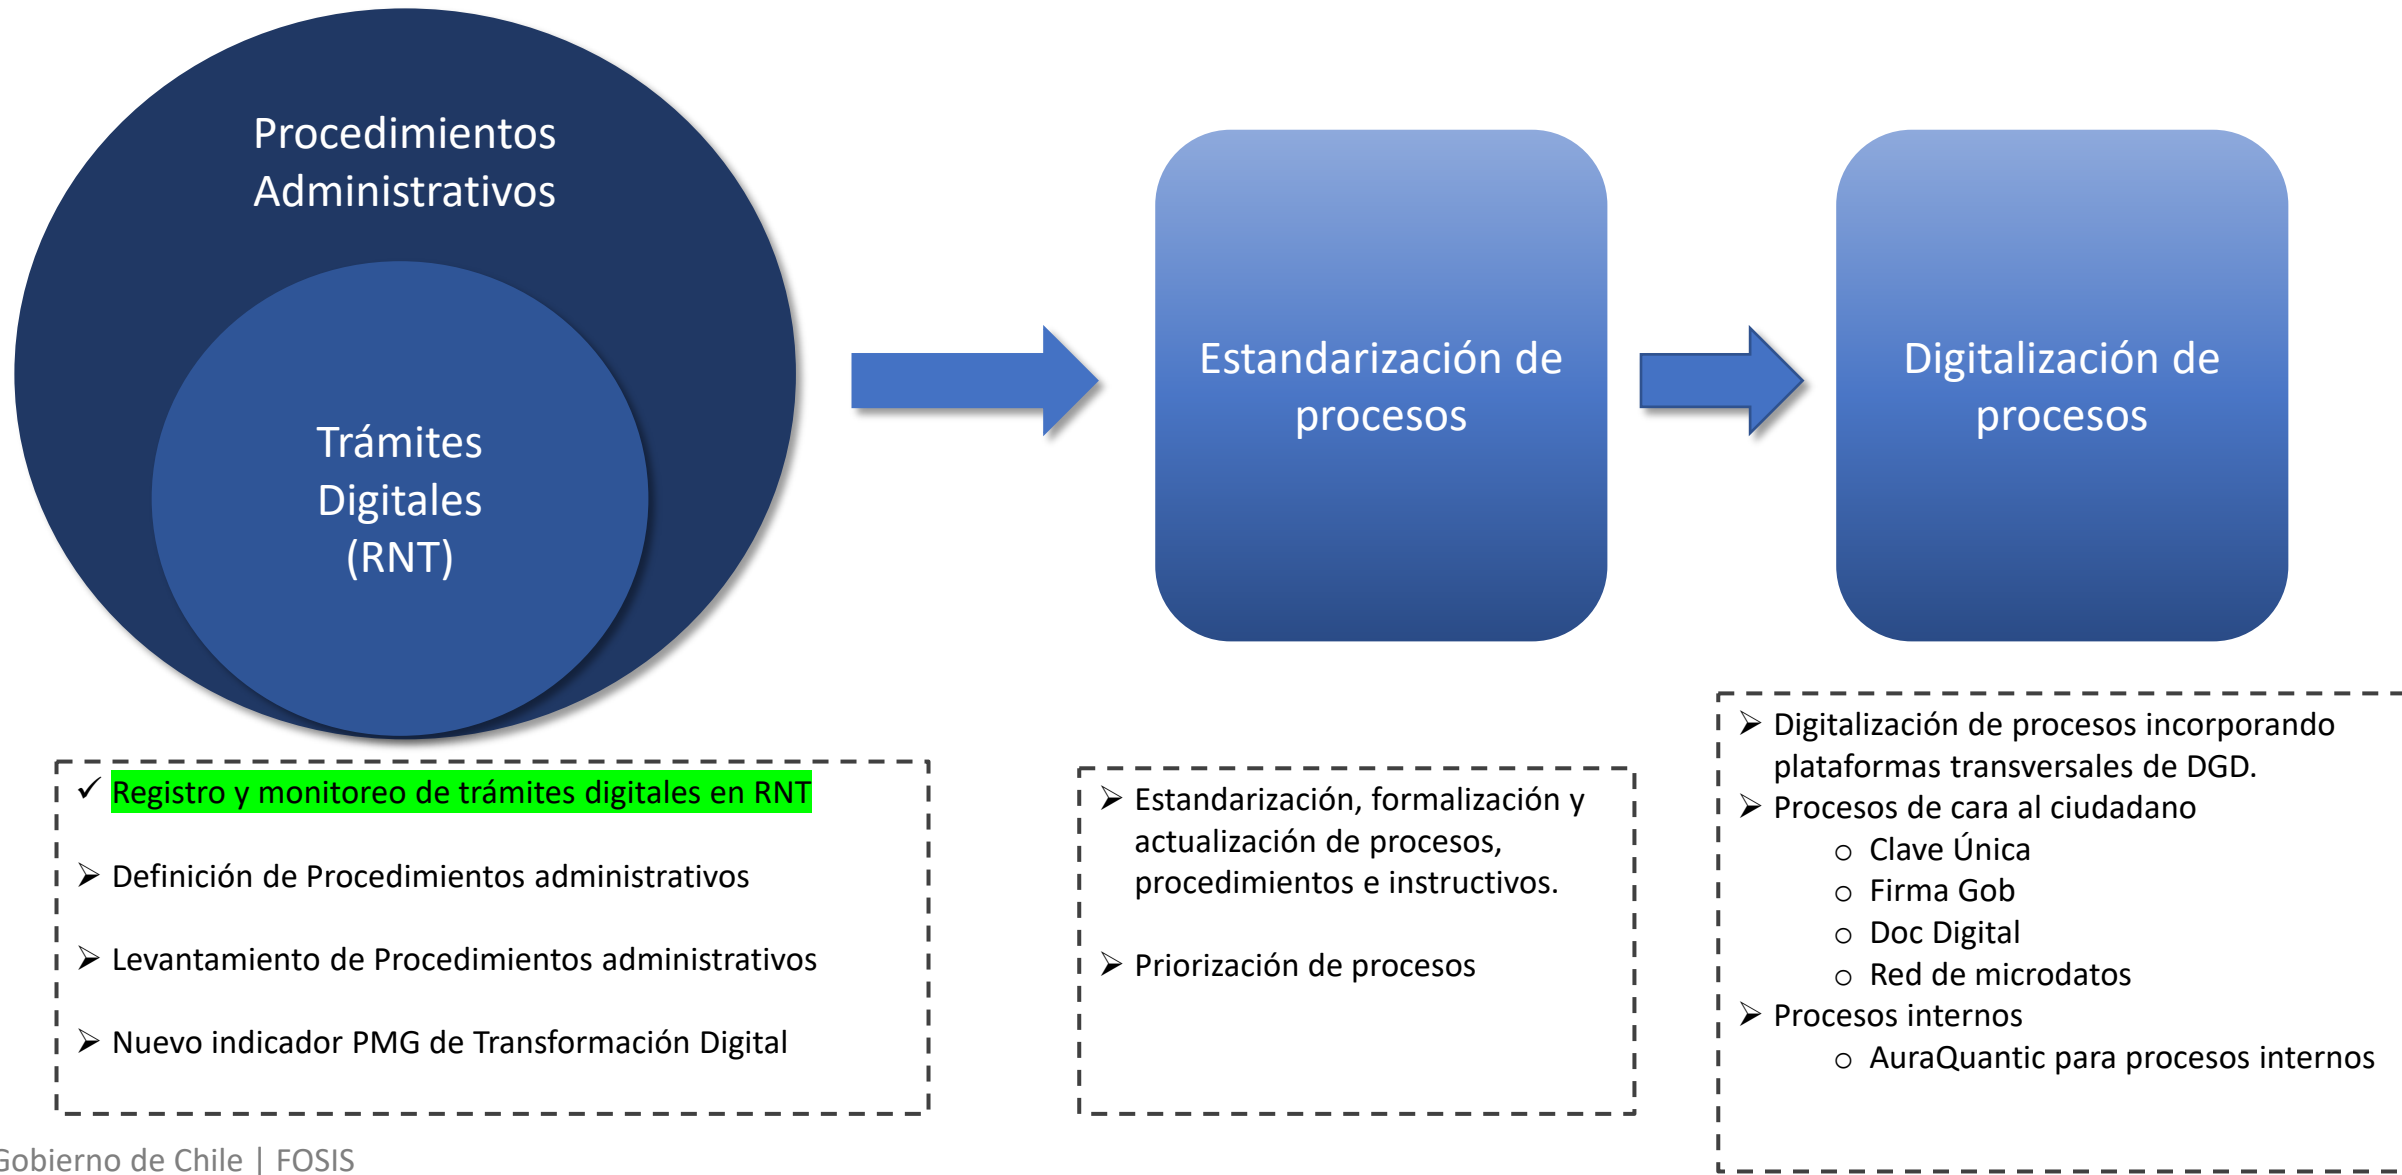 Procedimientos
Administrativos
Trámites
Digitales
(RNT)
Estandarización de
procesos
Digitalización de
procesos
✓ Registro y monitoreo de trámites digitales en RNT
➢ Definición de Procedimientos administrativos
➢ Levantamiento de Procedimientos administrativos
➢ Nuevo indicador PMG de Transformación Digital
➢ Estandarización, formalización y
actualización de procesos,
procedimientos e instructivos.
➢ Priorización de procesos
➢ Digitalización de procesos incorporando
plataformas transversales de DGD.
➢ Procesos de cara al ciudadano
o Clave Única
o Firma Gob
o Doc Digital
o Red de microdatos
➢ Procesos internos
o AuraQuantic para procesos internos
Gobierno de Chile | FOSIS